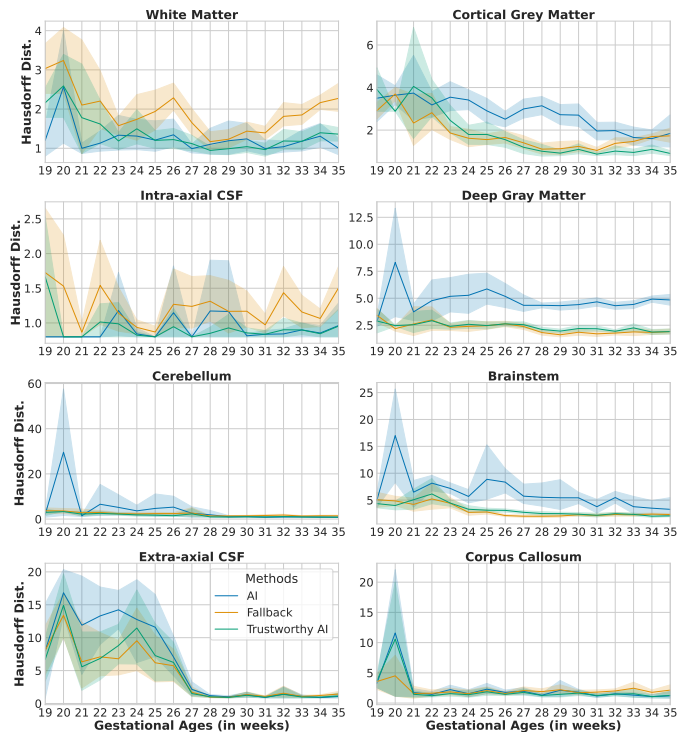 White Matter
Cortical Grey Matter
Hausdorff Dist.
4
3
2
1
6
4
2
19 20 21 22 23 24 25 26 27 28 29 30 31 32 33 34 35
19 20 21 22 23 24 25 26 27 28 29 30 31 32 33 34 35
Intra-axial CSF
Deep Gray Matter
Hausdorff Dist.
2.5
2.0
1.5
1.0
12.5
10.0
7.5
5.0
2.5
19 20 21 22 23 24 25 26 27 28 29 30 31 32 33 34 35
19 20 21 22 23 24 25 26 27 28 29 30 31 32 33 34 35
Cerebellum
Brainstem
Hausdorff Dist.
60
40
20
0
25
20
15
10
5
19 20 21 22 23 24 25 26 27 28 29 30 31 32 33 34 35
19 20 21 22 23 24 25 26 27 28 29 30 31 32 33 34 35
Extra-axial CSF
Corpus Callosum
Hausdorff Dist.
20
15
10
5
0
Methods
AI
Fallback
Trustworthy AI
20
15
10
5
0
19 20 21 22 23 24 25 26 27 28 29 30 31 32 33 34 35
19 20 21 22 23 24 25 26 27 28 29 30 31 32 33 34 35
Gestational Ages (in weeks)
Gestational Ages (in weeks)